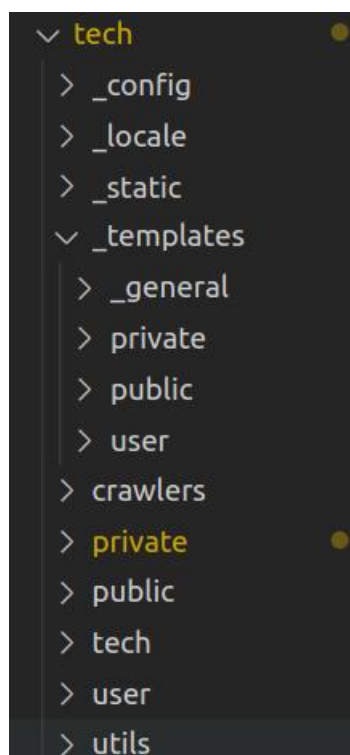 tech
_config
_locale
_static
_templates
_general
private
public
user
crawlers
private
public
tech
user
utils